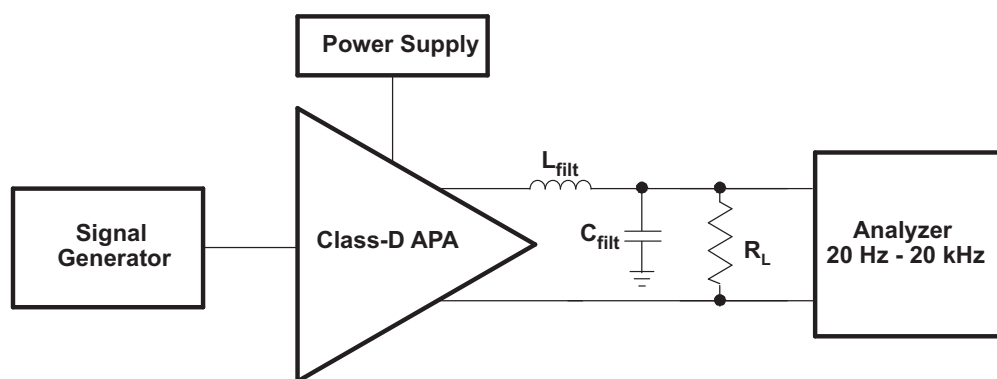 Power Supply
Signal
Generator
Class-D APA
Lfilt
Cfilt
RL
Analyzer
20 Hz - 20 kHz